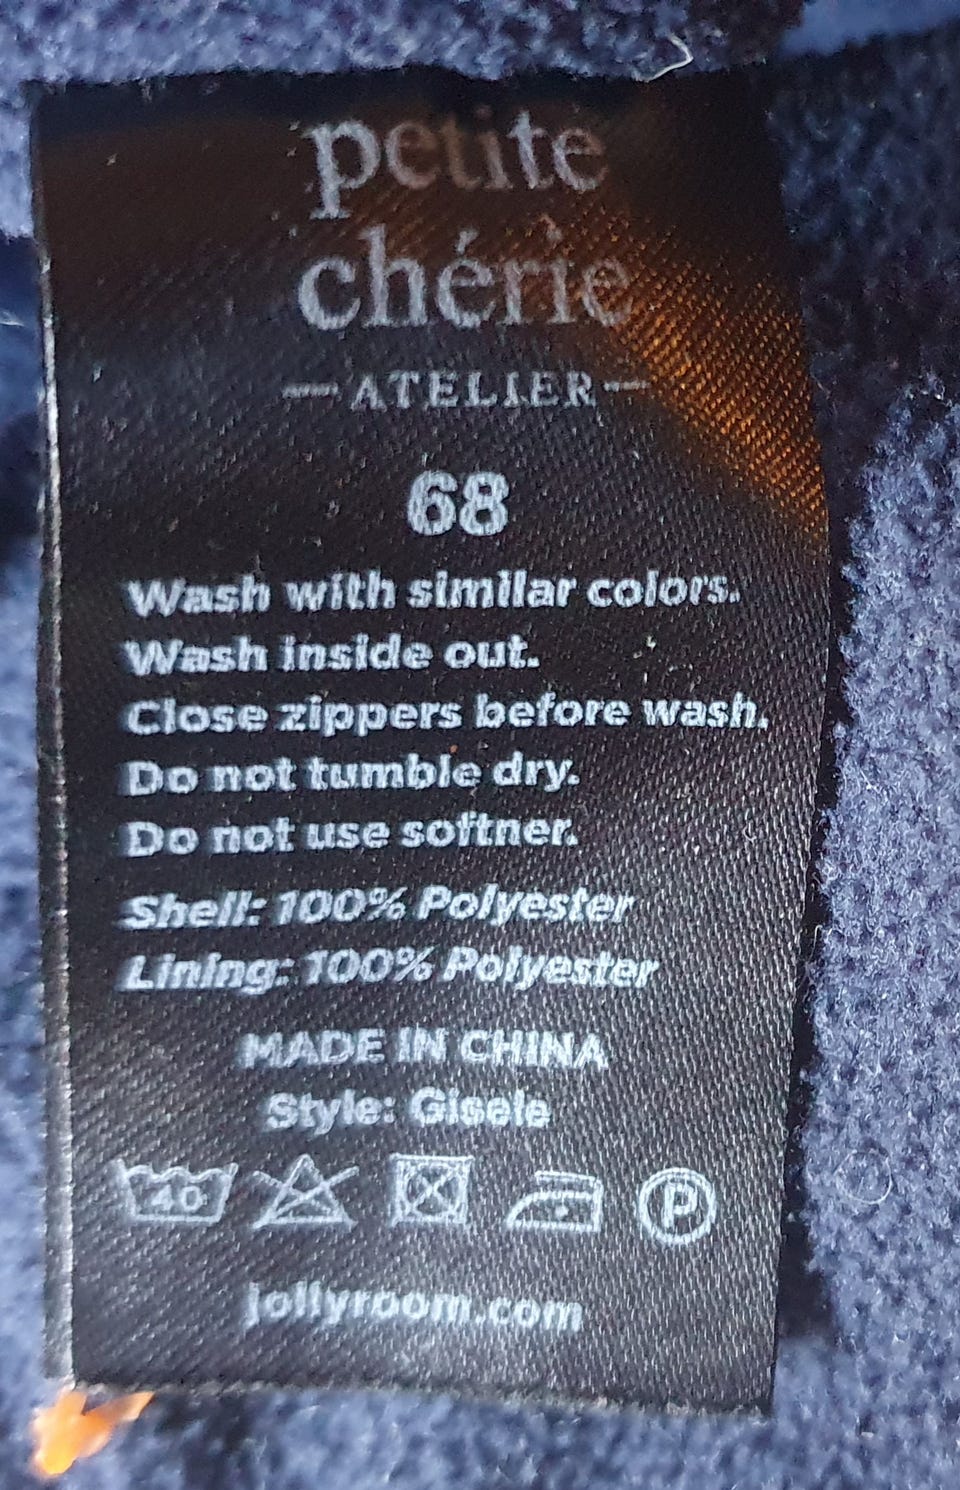 petite
chérie
— ATELIER —
68
Wash with similar colors.
Wash inside out.
Close zippers before wash.
Do not tumble dry.
Do not use softner.
Shell: 100% Polyester
Lining: 100% Polyester
MADE IN CHINA
Style: Gisele
40 P
jollyroom.com